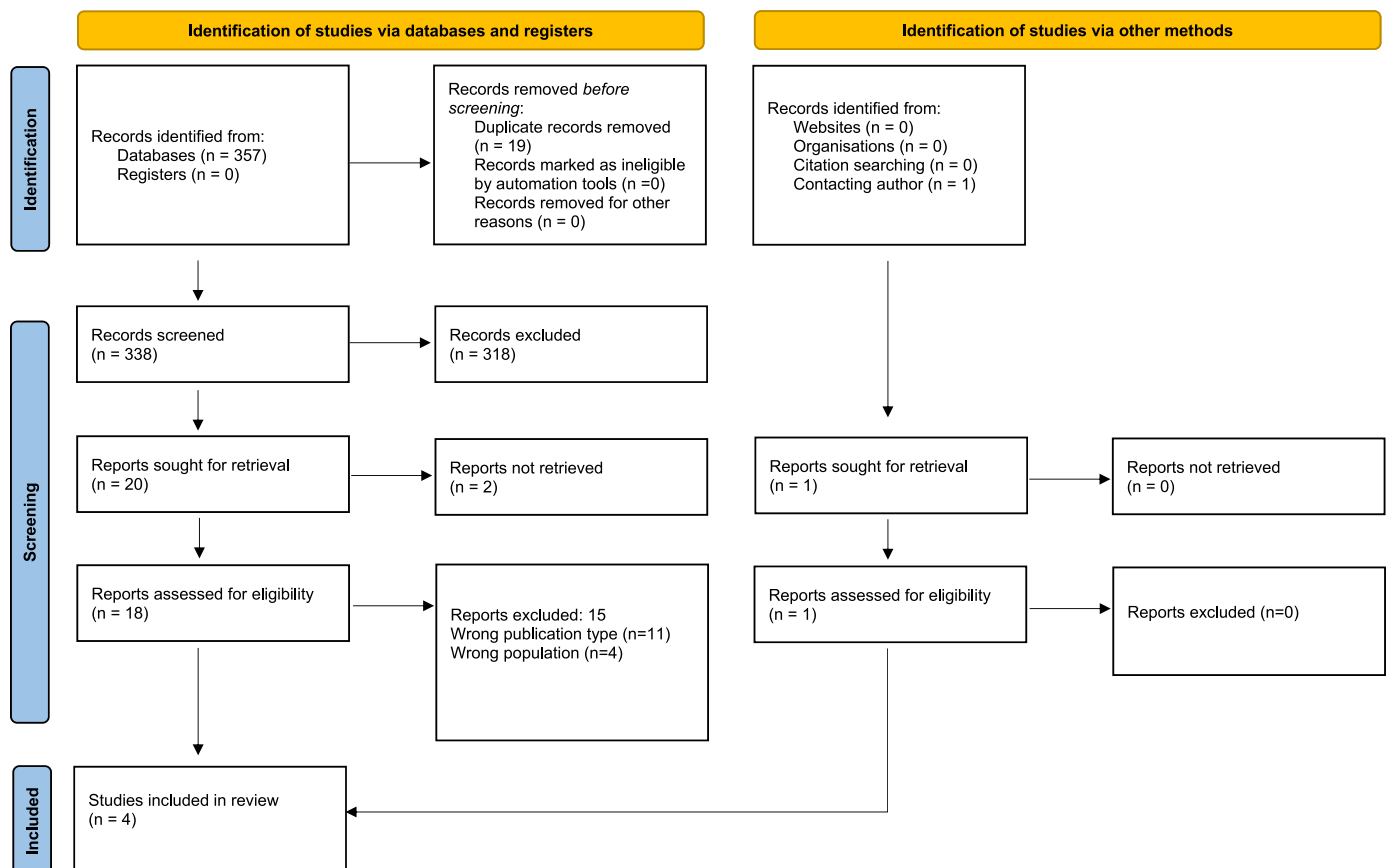 Identification of studies via databases and registers
Identification of studies via other methods
Identification
Records identified from:
Databases (n = 357)
Registers (n = 0)
Records removed before
screening:
Duplicate records removed
(n = 19)
Records marked as ineligible
by automation tools (n =0)
Records removed for other
reasons (n = 0)
Records identified from:
Websites (n = 0)
Organisations (n = 0)
Citation searching (n = 0)
Contacting author (n = 1)
Screening
Records screened
(n = 338)
Records excluded
(n = 318)
Reports sought for retrieval
(n = 20)
Reports not retrieved
(n = 2)
Reports sought for retrieval
(n = 1)
Reports not retrieved
(n = 0)
Reports assessed for eligibility
(n = 18)
Reports excluded: 15
Wrong publication type (n=11)
Wrong population (n=4)
Reports assessed for eligibility
(n = 1)
Reports excluded (n=0)
Included
Studies included in review
(n = 4)